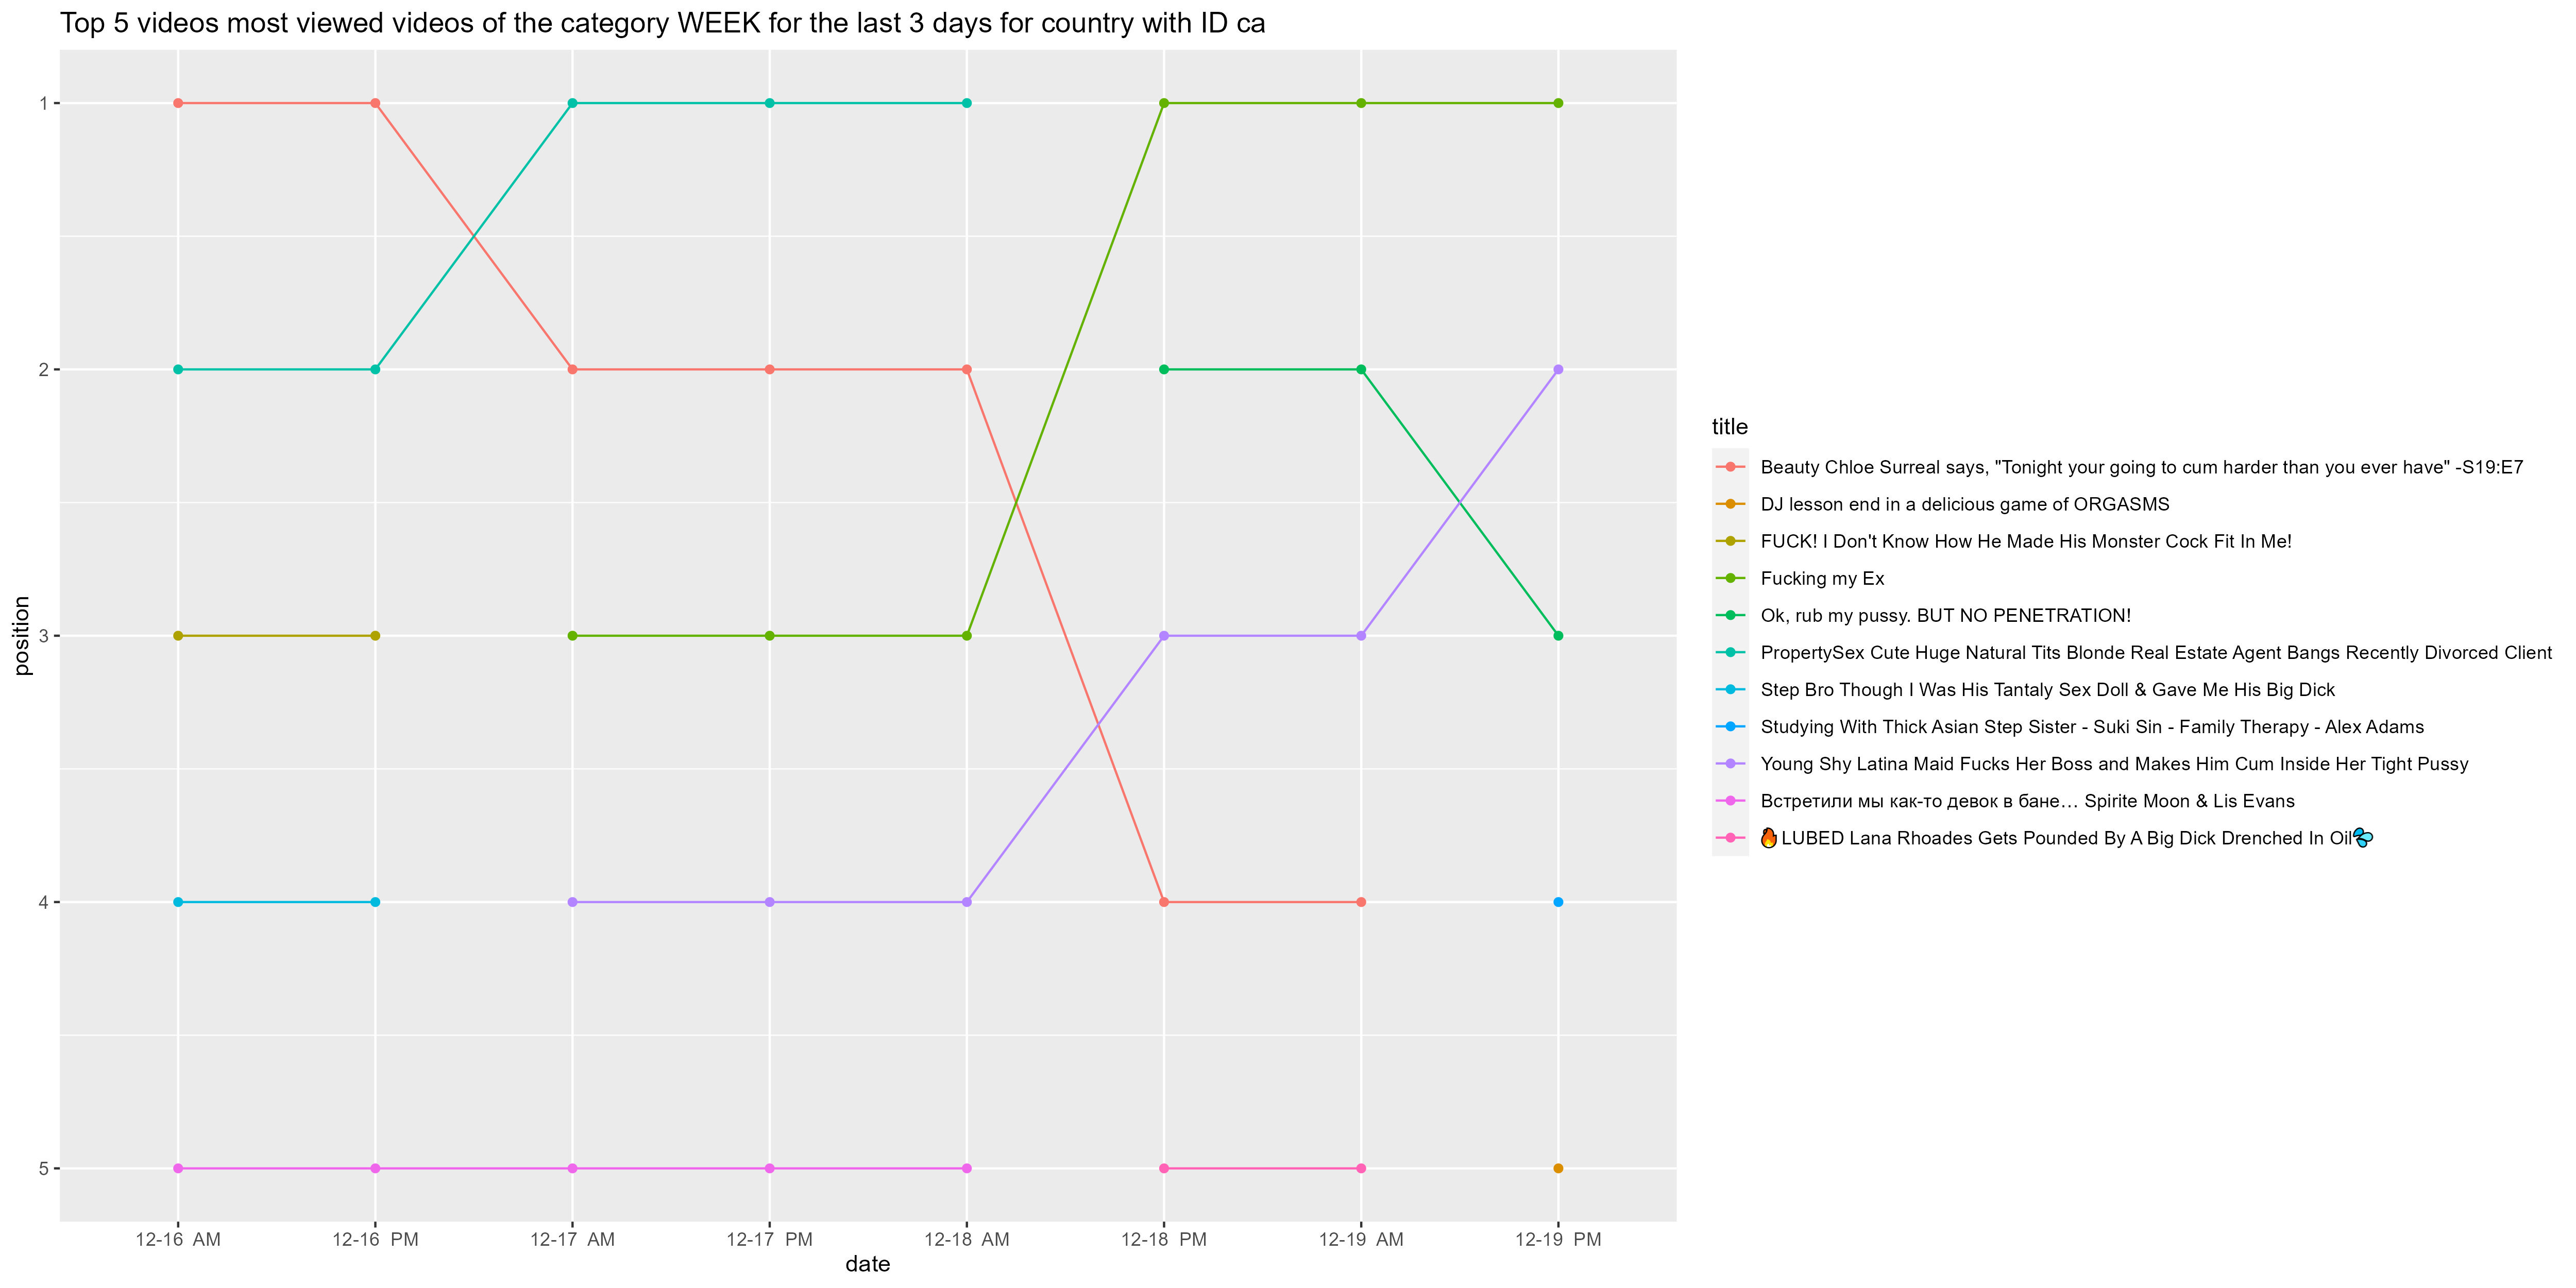 Top 5 videos most viewed videos of the category WEEK for the last 3 days for country with ID ca
position
1
2
3
4
5
12-16 AM
12-16 PM
12-17 AM
12-17 PM
12-18 AM
12-18 PM
12-19 AM
12-19 PM
date
title
Beauty Chloe Surreal says, "Tonight your going to cum harder than you ever have" -S19:E7
DJ lesson end in a delicious game of ORGASMS
FUCK! I Don't Know How He Made His Monster Cock Fit In Me!
Fucking my Ex
Ok, rub my pussy. BUT NO PENETRATION!
PropertySex Cute Huge Natural Tits Blonde Real Estate Agent Bangs Recently Divorced Client
Step Bro Though I Was His Tantaly Sex Doll & Gave Me His Big Dick
Studying With Thick Asian Step Sister - Suki Sin - Family Therapy - Alex Adams
Young Shy Latina Maid Fucks Her Boss and Makes Him Cum Inside Her Tight Pussy
Встретили мы как-то девок в бане… Spirite Moon & Lis Evans
🔥LUBED Lana Rhoades Gets Pounded By A Big Dick Drenched In Oil💦